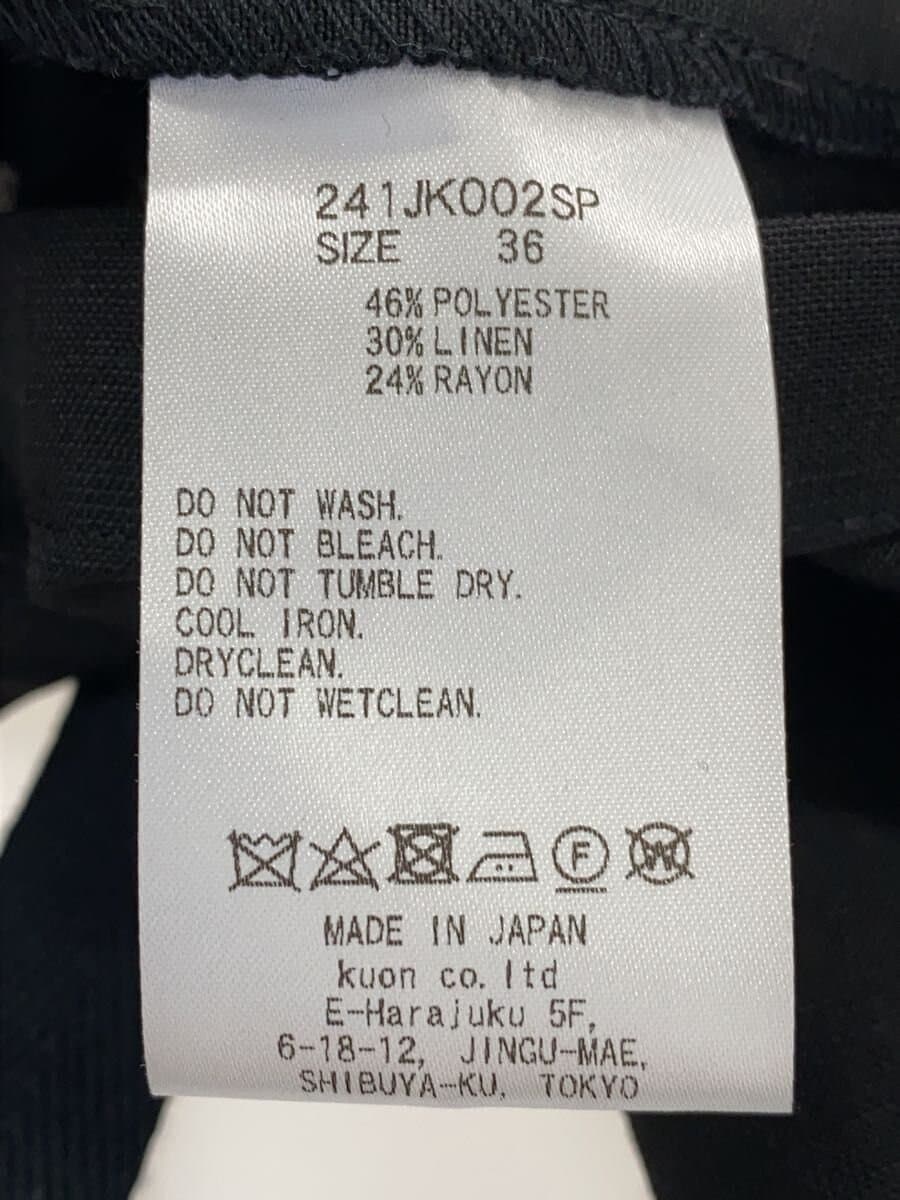 241JK002SP
SIZE 36
46% POLYESTER
30% LINEN
24% RAYON
DO NOT WASH.
DO NOT BLEACH.
DO NOT TUMBLE DRY.
COOL IRON.
DRYCLEAN.
DO NOT WETCLEAN.
F W
MADE IN JAPAN
kuon co. ltd
E-Harajuku 5F,
6-18-12, JINGU-MAE,
SHIBUYA-KU, TOKYO